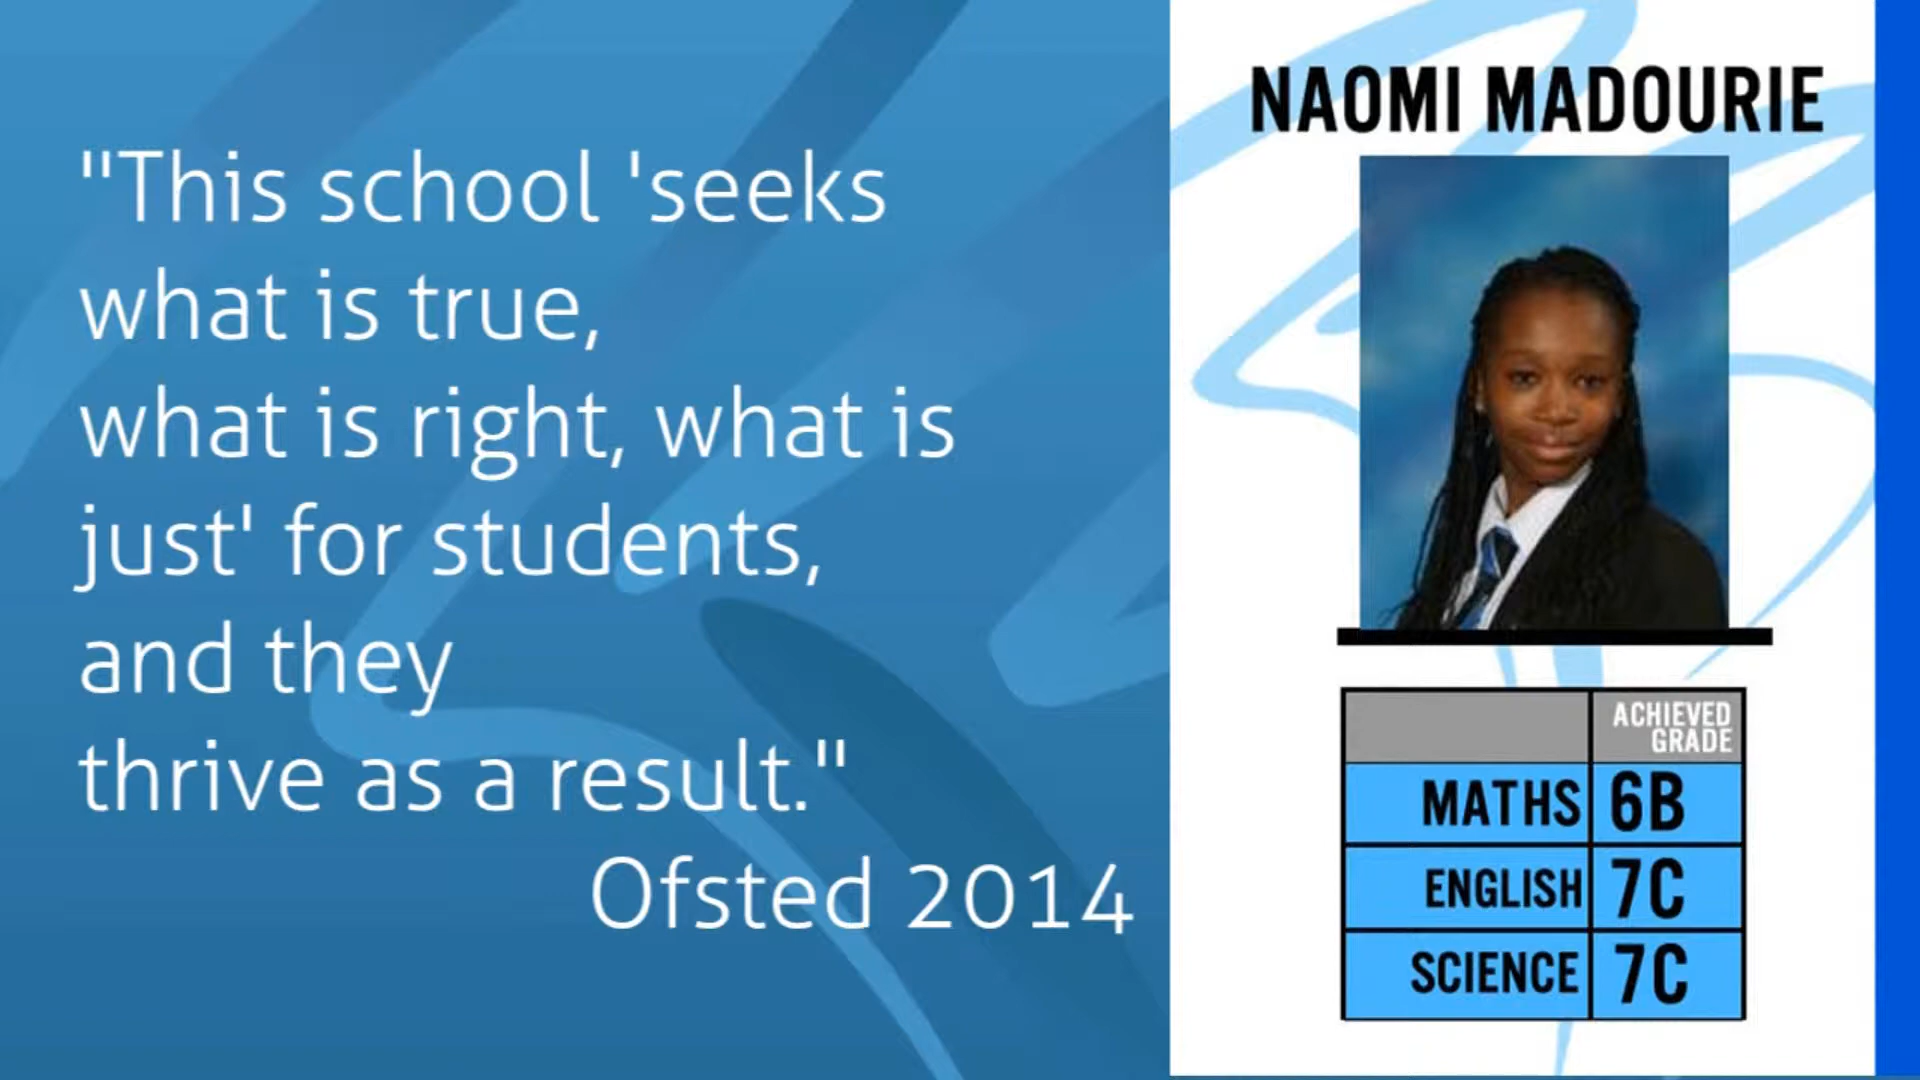 "This school 'seeks
what is true,
what is right, what is
just' for students,
and they
thrive as a result."
Ofsted 2014
NAOMI MADOURIE
ACHIEVED
GRADE
MATHS 6B
ENGLISH 7C
SCIENCE 7C